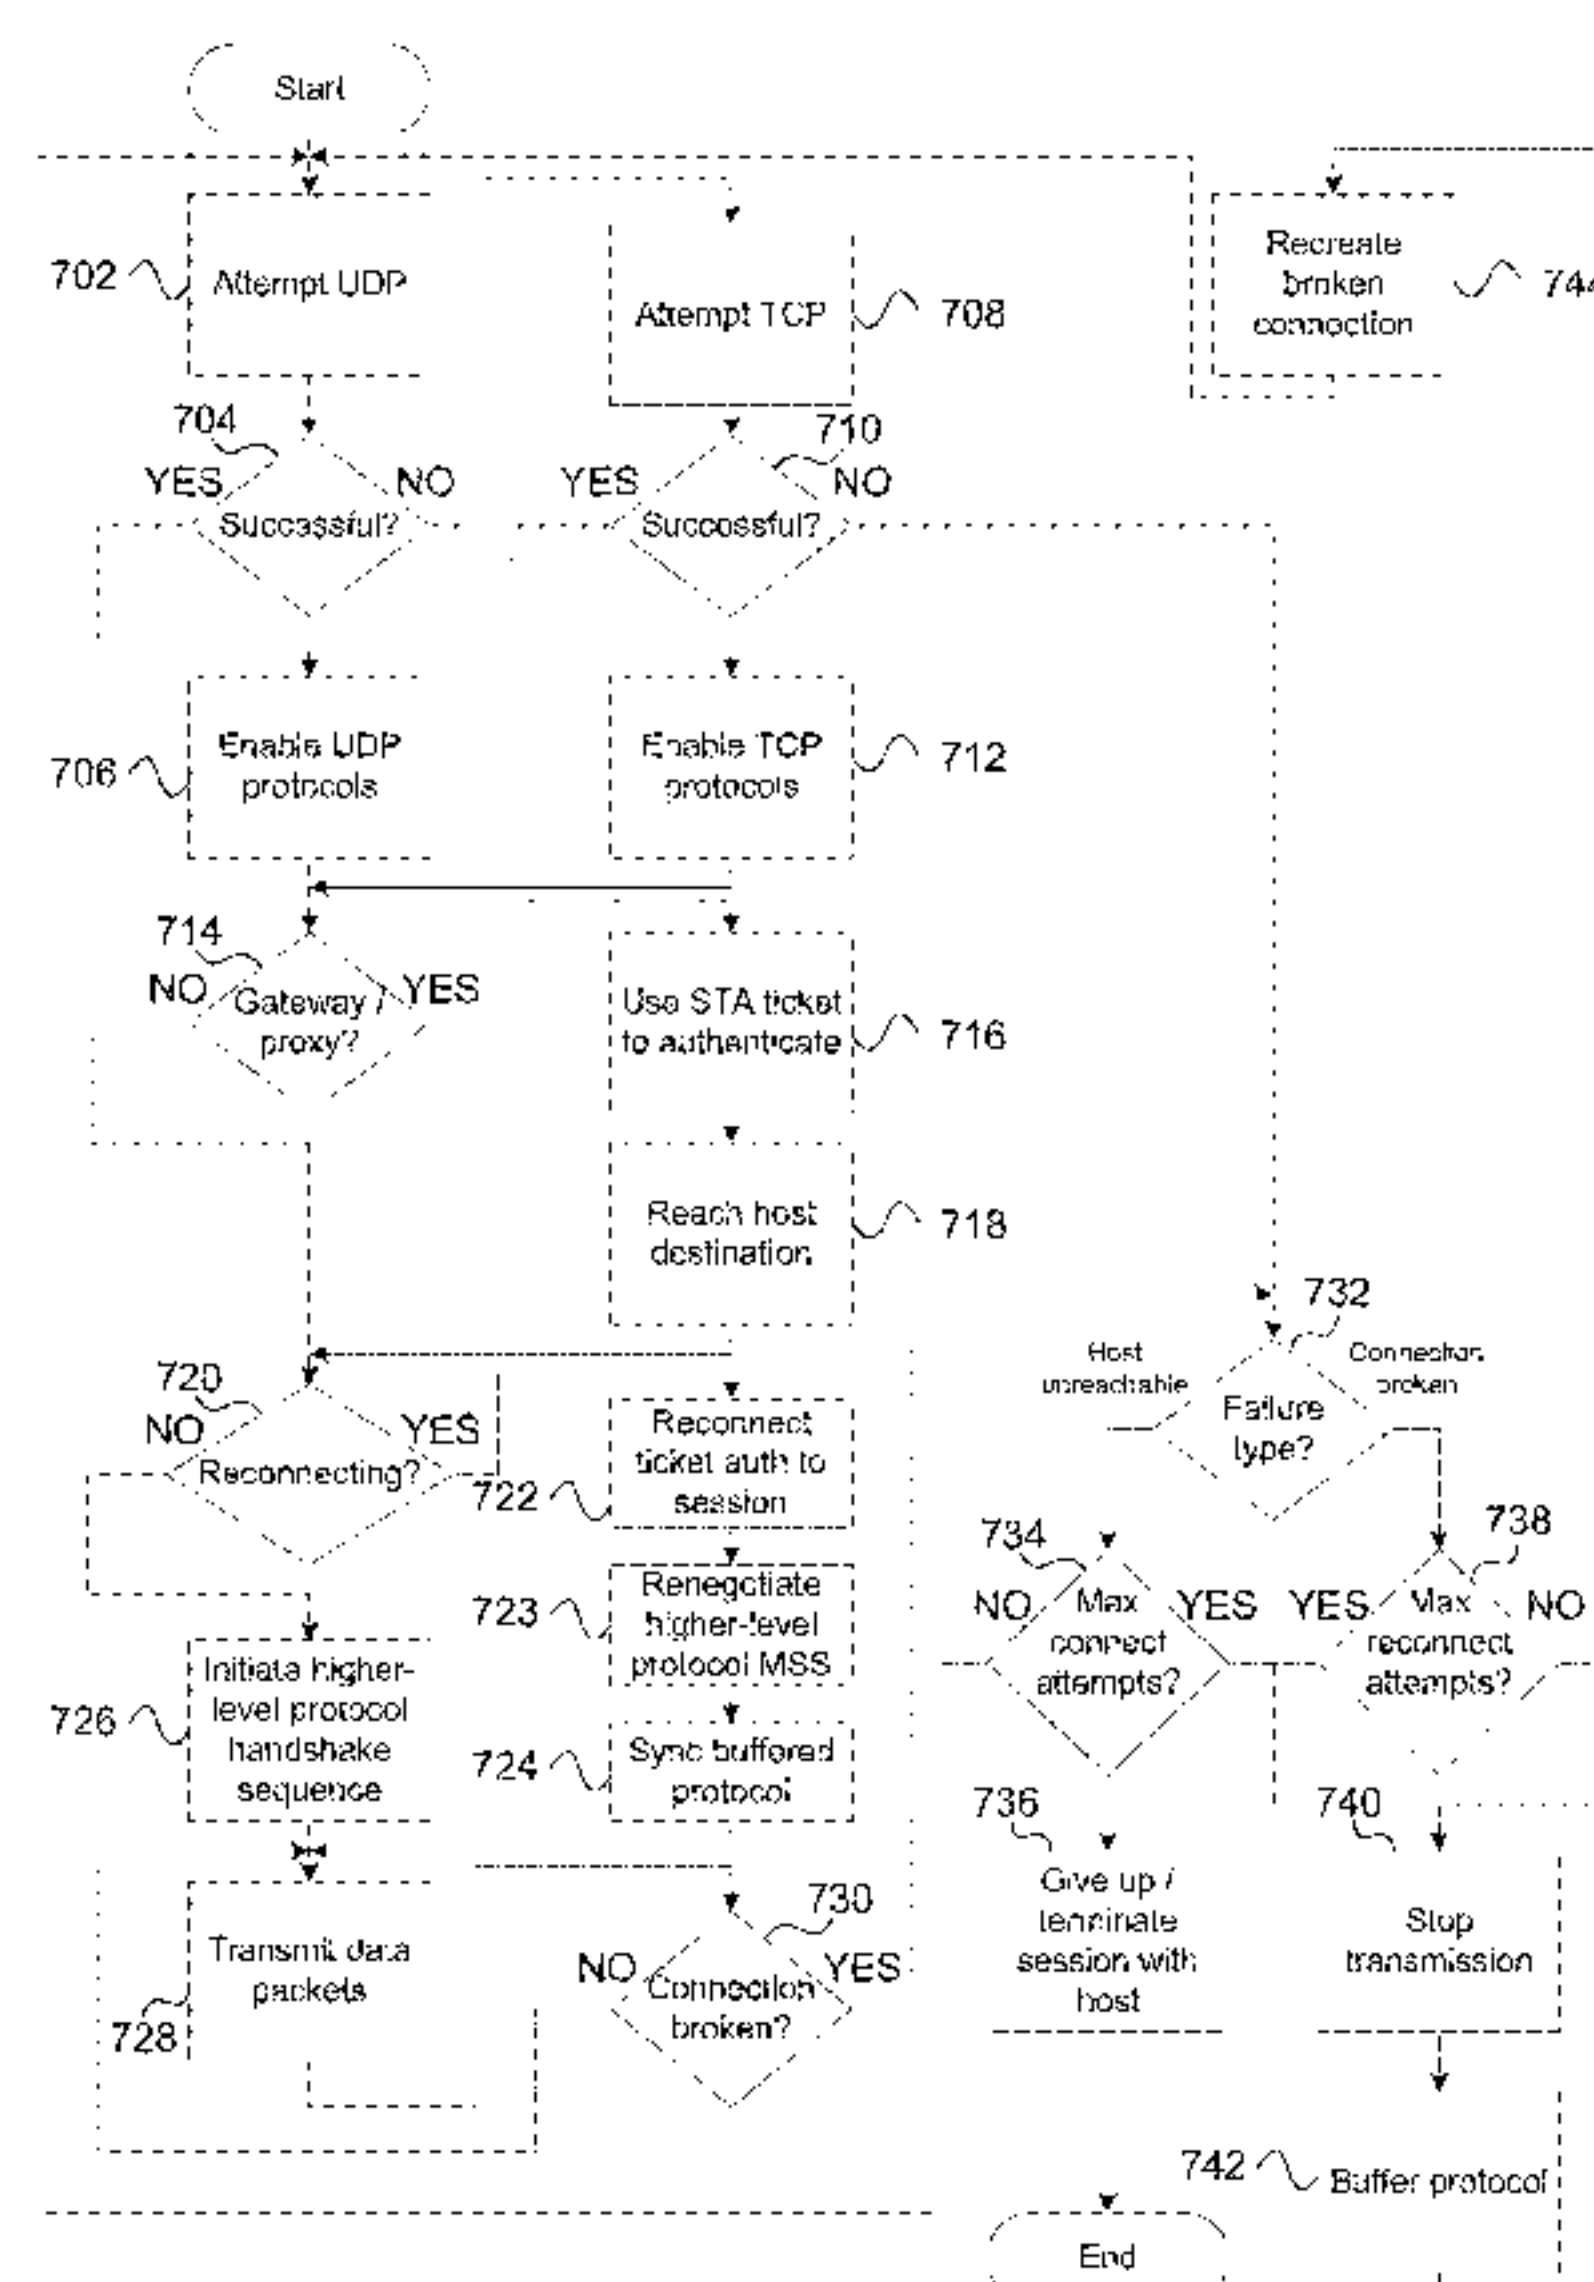 Start
702
Attempt UDP
Attempt TCP
708
Recreate
broken
connection
704
YES
NO
Successful?
710
YES
NO
Successful?
706
Enable UDP
protocols
Enable TCP
protocols
712
714
NO
YES
Gateway /
proxy?
Use STA ticket
to authenticate
716
Reach host
destination
718
720
NO
YES
Reconnecting?
722
Reconnect
ticket auth to
session
723
Renegotiate
higher-level
protocol MSS
724
Sync buffered
protocol
726
Initiate higher-
level protocol
handshake
sequence
728
Transmit data
packets
730
NO
YES
Connection
broken?
732
Host
unreachable
Connection
broken
Failure
type?
734
NO
YES
Max
connect
attempts?
738
YES
NO
Max
reconnect
attempts?
736
Give up /
terminate
session with
host
740
Stop
transmission
742
Buffer protocol
End